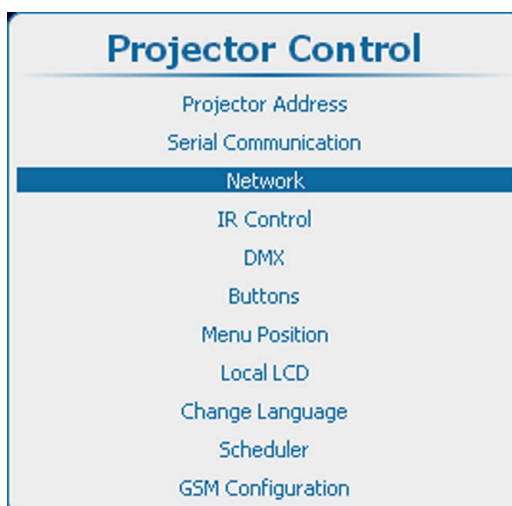 Projector Control
Projector Address
Serial Communication
Network
IR Control
DMX
Buttons
Menu Position
Local LCD
Change Language
Scheduler
GSM Configuration